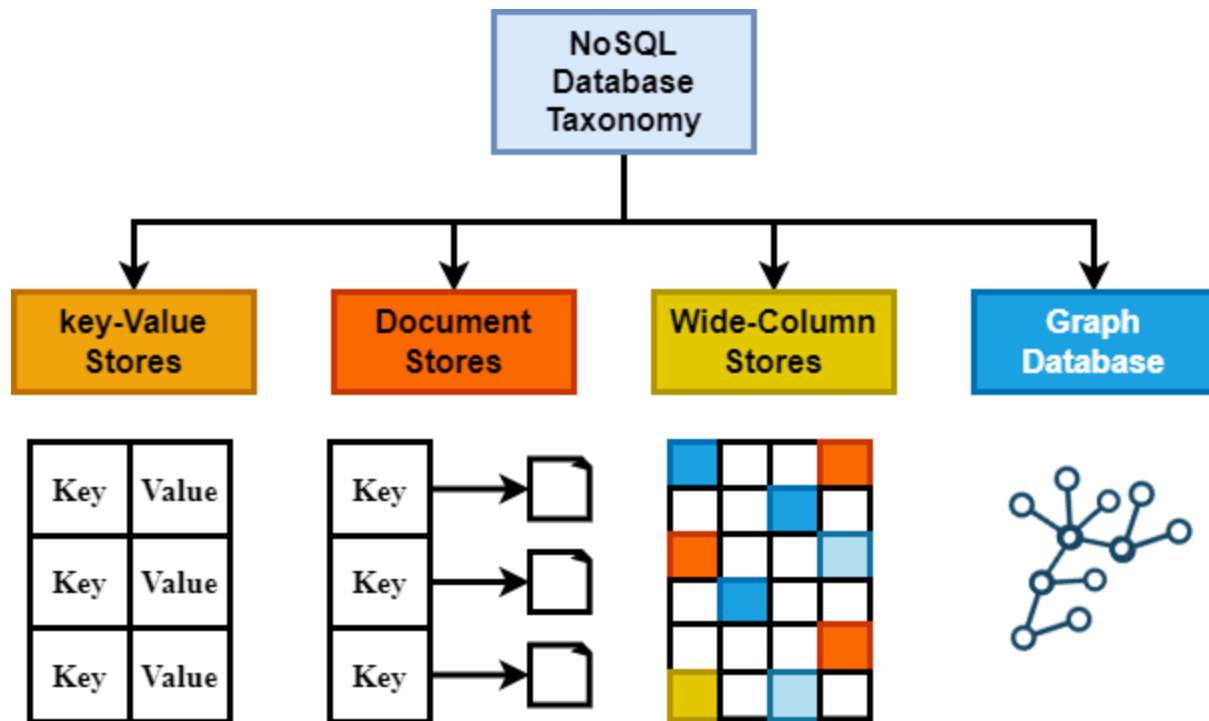 NoSQL
Database
Taxonomy
key-Value
Stores
Document
Stores
Wide-Column
Stores
Graph
Database
Key Value
Key Value
Key Value
Key
Key
Key